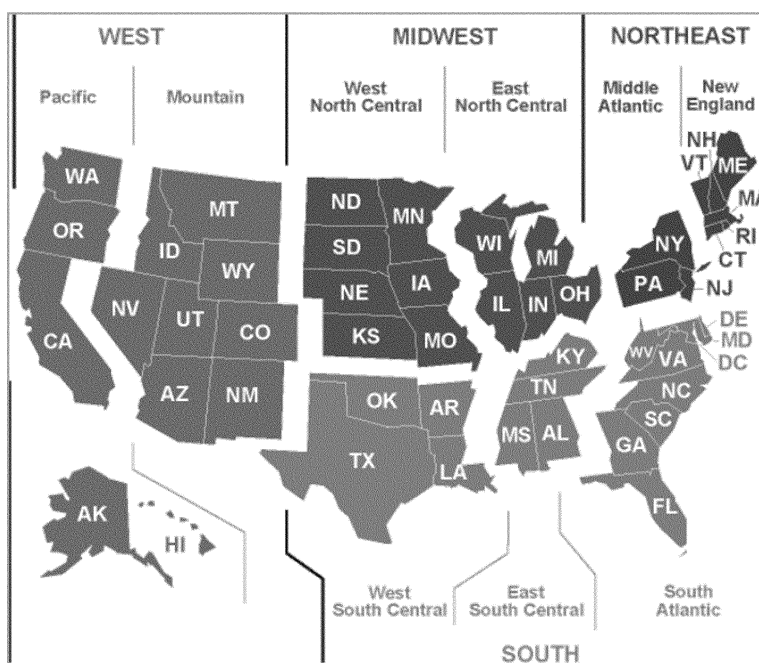 WEST
MIDWEST
NORTHEAST
Pacific
Mountain
West
North Central
East
North Central
Middle
Atlantic
New
England
NH
VT
ME
WA
MT
ND
MN
MA
OR
ID
SD
WI
MI
NY
RI
CT
WY
IA
PA
NJ
NE
IL
IN
OH
NV
UT
CO
KS
MO
DE
MD
DC
CA
KY
WV
VA
AZ
NM
OK
AR
TN
NC
SC
MS
AL
GA
TX
LA
FL
AK
HI
West
South Central
East
South Central
South
Atlantic
SOUTH